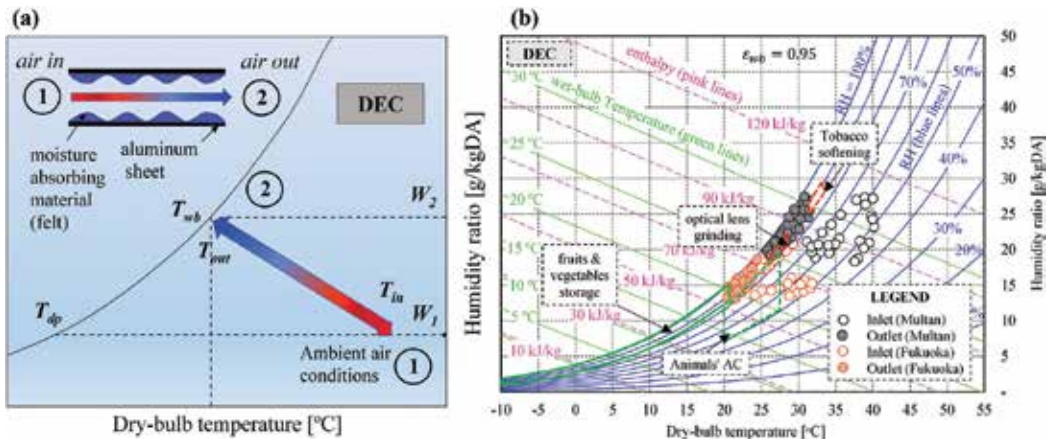 (a)
air in
air out
1
2
DEC
moisture
absorbing
material
(felt)
aluminum
sheet
2
W2
Twb
Tout
Tin
Tdp
W1
Ambient air
conditions
1
Dry-bulb temperature [°C]
Humidity ratio [g/kgDA]
(b)
DEC
εwb = 0.95
enthalpy (pink lines)
wet-bulb Temperature (green lines)
RH = 100%
70%
50%
RH (blue lines)
40%
30%
20%
30 °C
25 °C
20 °C
15 °C
10 °C
5 °C
120 kJ/kg
90 kJ/kg
70 kJ/kg
50 kJ/kg
30 kJ/kg
10 kJ/kg
Tobacco
softening
optical lens
grinding
fruits &
vegetables
storage
Animals' AC
LEGEND
Inlet (Multan)
Outlet (Multan)
Inlet (Fukuoka)
Outlet (Fukuoka)
50
45
40
35
30
25
20
15
10
5
0
Humidity ratio [g/kgDA]
-10 -5 0 5 10 15 20 25 30 35 40 45 50 55
Dry-bulb temperature [°C]